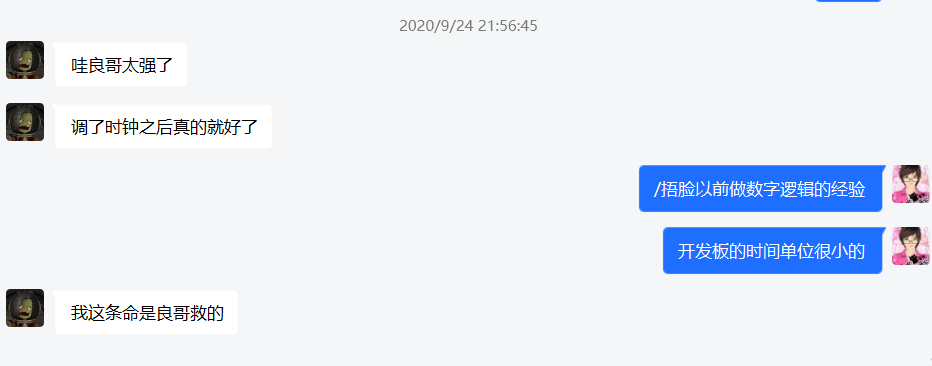 2020/9/24 21:56:45
哇良哥太强了
调了时钟之后真的就好了
/捂脸以前做数字逻辑的经验
开发板的时间单位很小的
我这条命是良哥救的